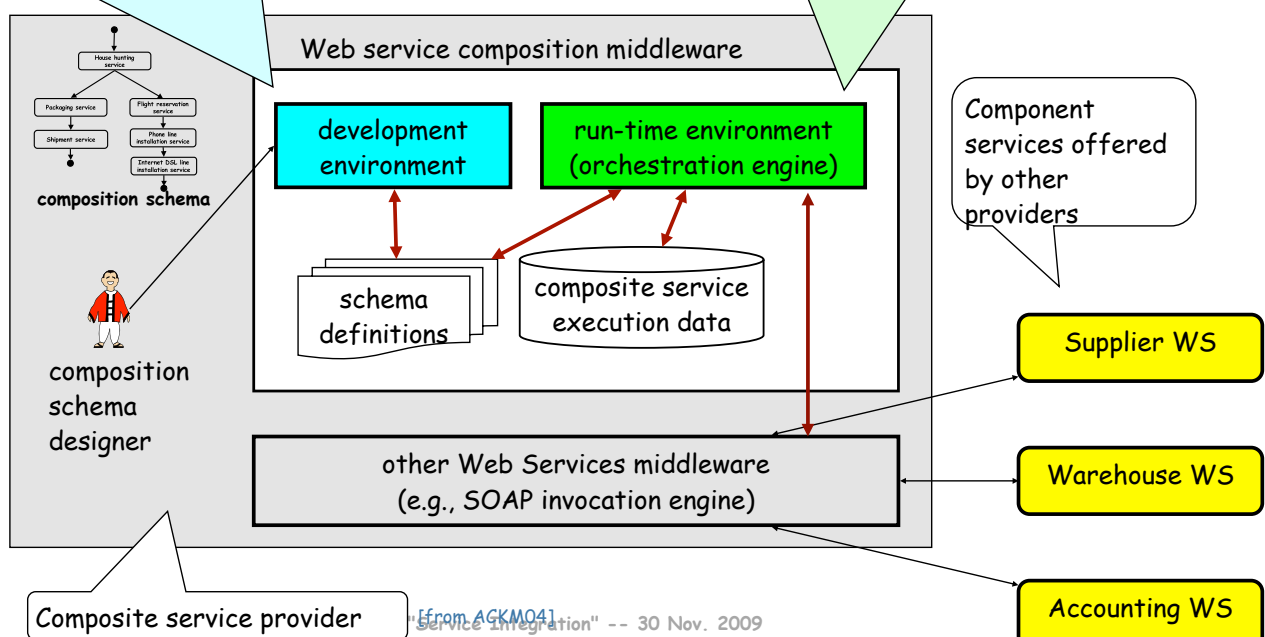 Web service composition middleware
House hunting
service
Packaging service
Shipment service
Flight reservation
service
Phone line
installation service
Internet DSL line
installation service
composition schema
development
environment
run-time environment
(orchestration engine)
schema
definitions
composite service
execution data
composition
schema
designer
other Web Services middleware
(e.g., SOAP invocation engine)
Component
services offered
by other
providers
Supplier WS
Warehouse WS
Accounting WS
Composite service provider
[from ACKM04]
"Service Integration" -- 30 Nov. 2009